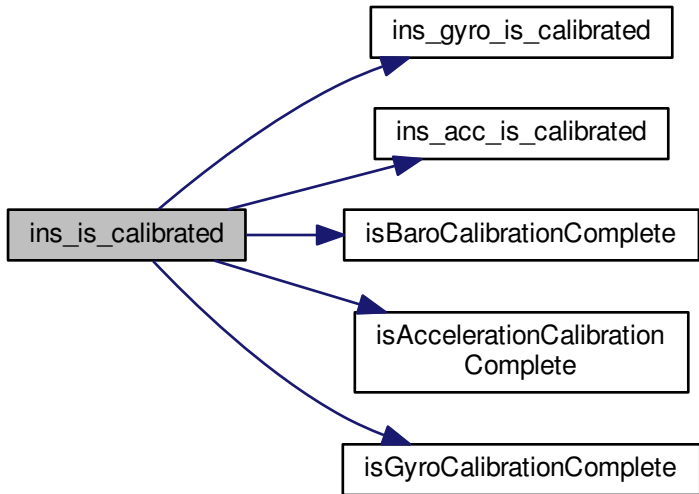 ins_gyro_is_calibrated
ins_acc_is_calibrated
ins_is_calibrated
isBaroCalibrationComplete
isAccelerationCalibration
Complete
isGyroCalibrationComplete